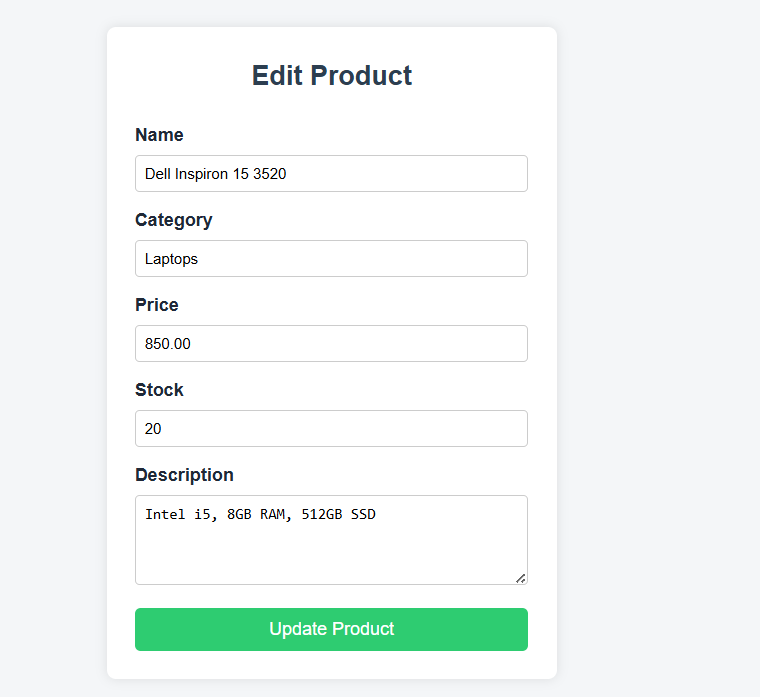 Edit Product
Name
Dell Inspiron 15 3520
Category
Laptops
Price
850.00
Stock
20
Description
Intel i5, 8GB RAM, 512GB SSD
Update Product